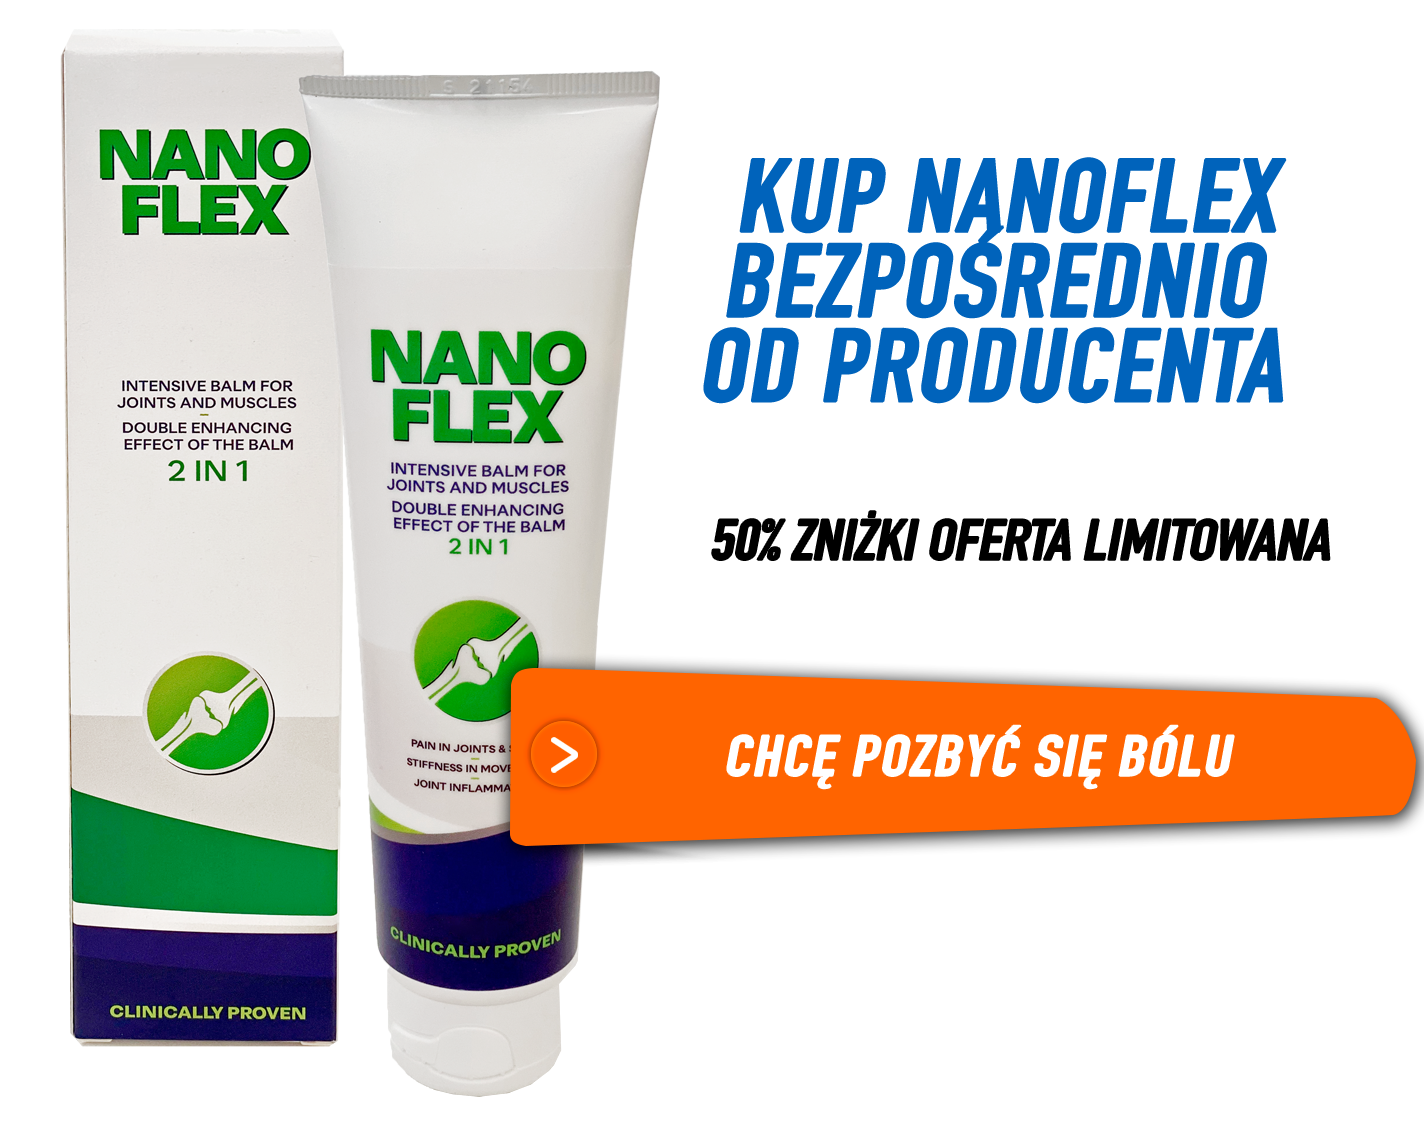 NANO
FLEX
INTENSIVE BALM FOR
JOINTS AND MUSCLES
DOUBLE ENHANCING
EFFECT OF THE BALM
2 IN 1
CLINICALLY PROVEN
S 21154
NANO
FLEX
INTENSIVE BALM FOR
JOINTS AND MUSCLES
DOUBLE ENHANCING
EFFECT OF THE BALM
2 IN 1
PAIN IN JOINTS &
STIFFNESS IN MOVE
JOINT INFLAMMA
CLINICALLY PROVEN
KUP NANOFLEX
BEZPOŚREDNIO
OD PRODUCENTA
50% ZNIŻKI OFERTA LIMITOWANA
CHCĘ POZBYĆ SIĘ BÓLU